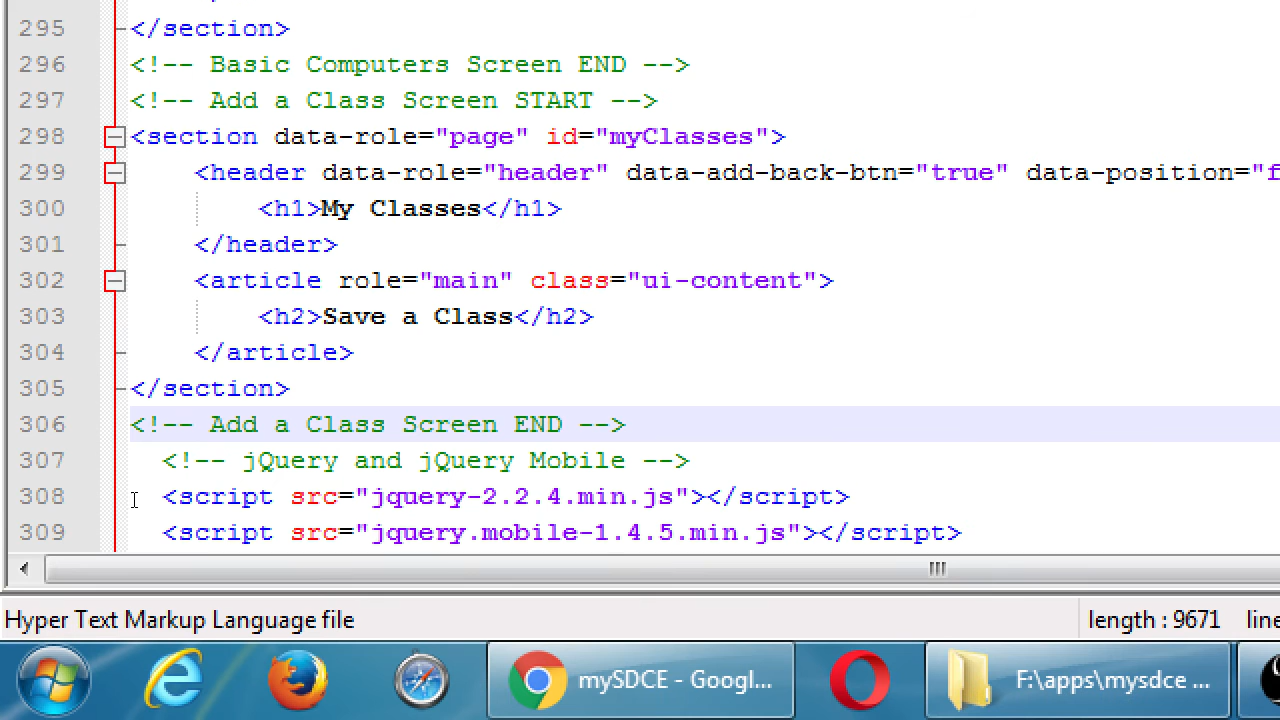 295 </section>
296 <!-- Basic Computers Screen END -->
297 <!-- Add a Class Screen START -->
298 <section data-role="page" id="myClasses">
299 <header data-role="header" data-add-back-btn="true" data-position="f
300 <h1>My Classes</h1>
301 </header>
302 <article role="main" class="ui-content">
303 <h2>Save a Class</h2>
304 </article>
305 </section>
306 <!-- Add a Class Screen END -->
307 <!-- jQuery and jQuery Mobile -->
308 <script src="jquery-2.2.4.min.js"></script>
309 <script src="jquery.mobile-1.4.5.min.js"></script>
Hyper Text Markup Language file length : 9671 line
mySDCE - Googl... F:\apps\mysdce ...